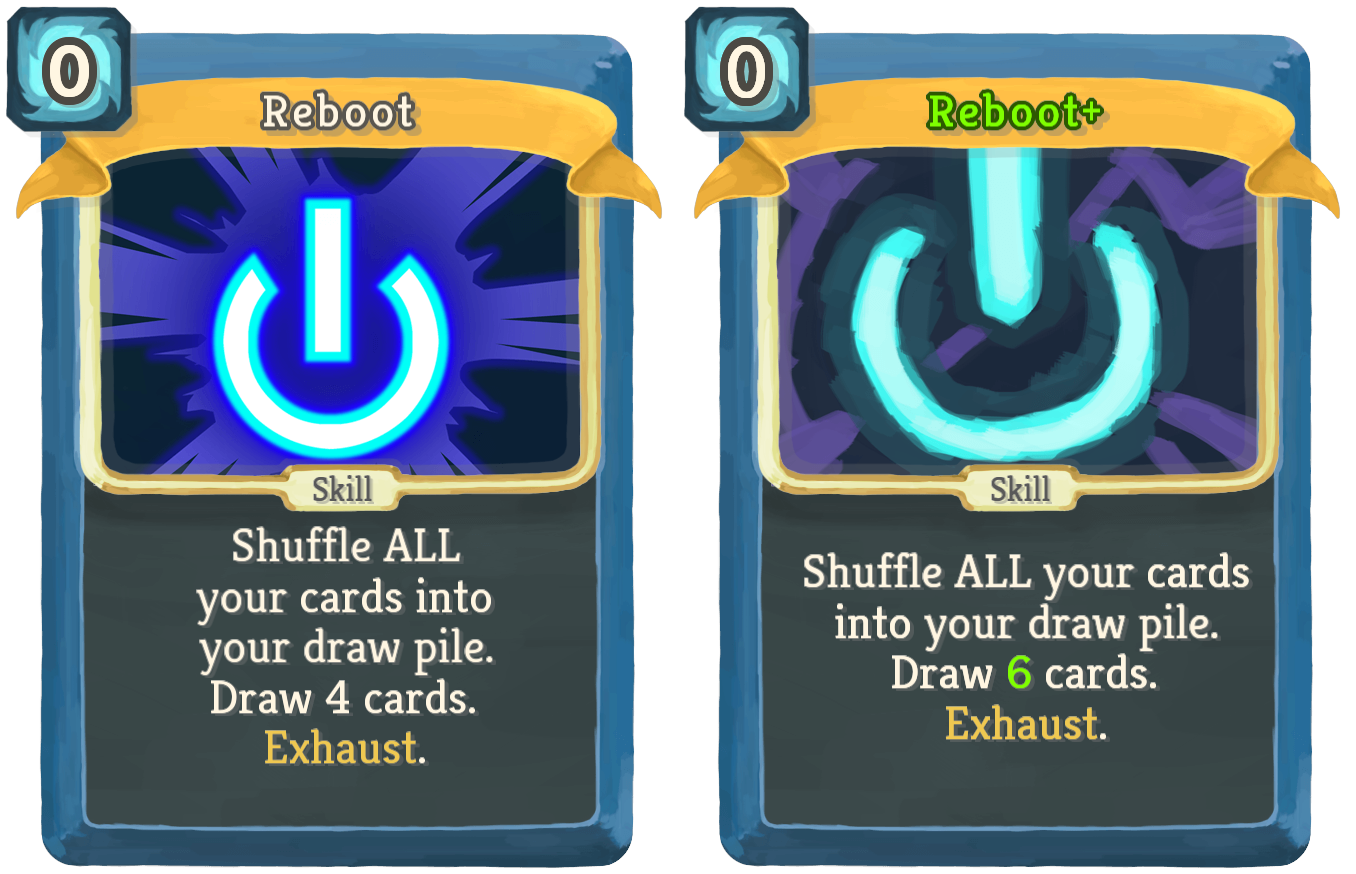 0
Reboot
Skill
Shuffle ALL
your cards into
your draw pile.
Draw 4 cards.
Exhaust.
0
Reboot+
Skill
Shuffle ALL your cards
into your draw pile.
Draw 6 cards.
Exhaust.